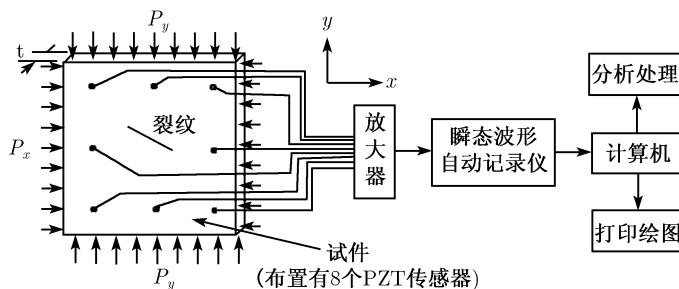 P_y
y
t
x
分析处理
裂纹
放大器
瞬态波形
自动记录仪
P_x
计算机
试件
打印绘图
P_y
(布置有8个PZT传感器)